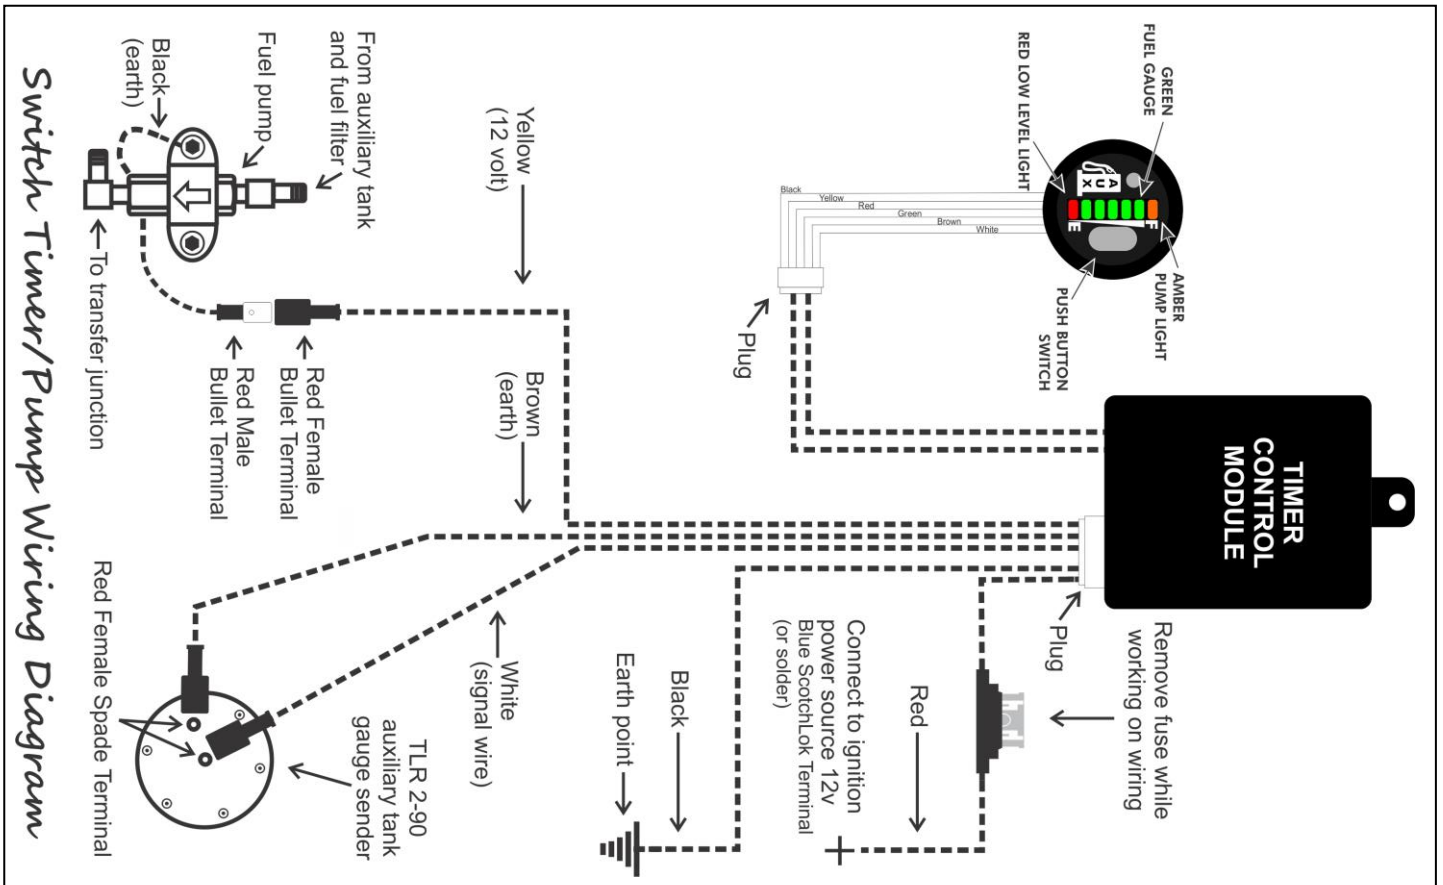 Switch Timer/Pump Wiring Diagram
TIMER
CONTROL
MODULE
GREEN
FUEL GAUGE
RED LOW LEVEL LIGHT
AMBER
PUMP LIGHT
PUSH BUTTON
SWITCH
AUX
F
E
Black
Yellow
Red
Green
Brown
White
Plug
Plug
Remove fuse while
working on wiring
Red
Connect to ignition
power source 12v
Blue ScotchLok Terminal
(or solder)
Black
Earth point
Yellow
(12 volt)
Brown
(earth)
White
(signal wire)
TLR 2-90
auxiliary tank
gauge sender
Red Female Spade Terminal
Red Female
Bullet Terminal
Red Male
Bullet Terminal
From auxiliary tank
and fuel filter
Fuel pump
Black
(earth)
To transfer junction